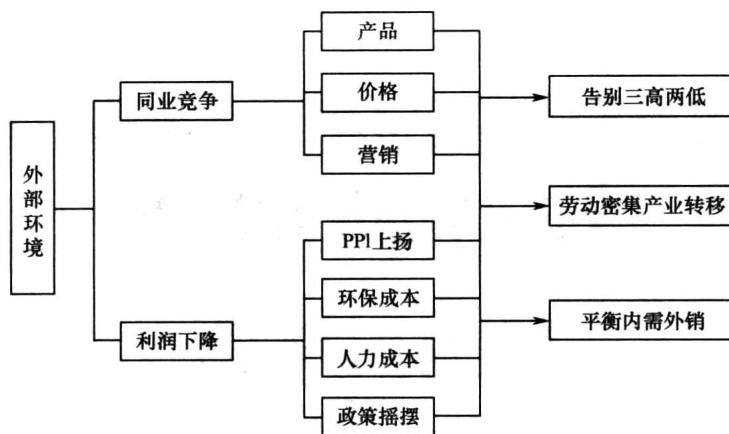 外部环境
同业竞争
利润下降
产品
价格
营销
PPI上扬
环保成本
人力成本
政策摇摆
告别三高两低
劳动密集产业转移
平衡内需外销